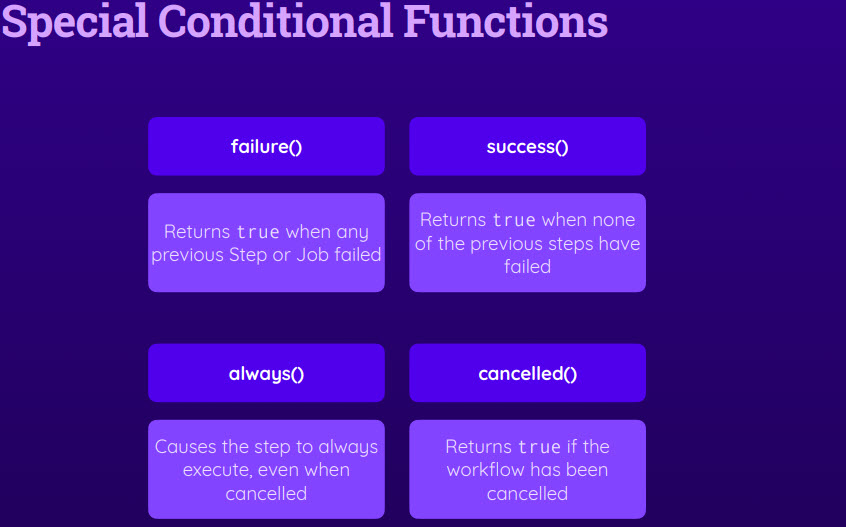 Special Conditional Functions
failure()
success()
Returns true when any
previous Step or Job failed
Returns true when none
of the previous steps have
failed
always()
cancelled()
Causes the step to always
execute, even when
cancelled
Returns true if the
workflow has been
cancelled